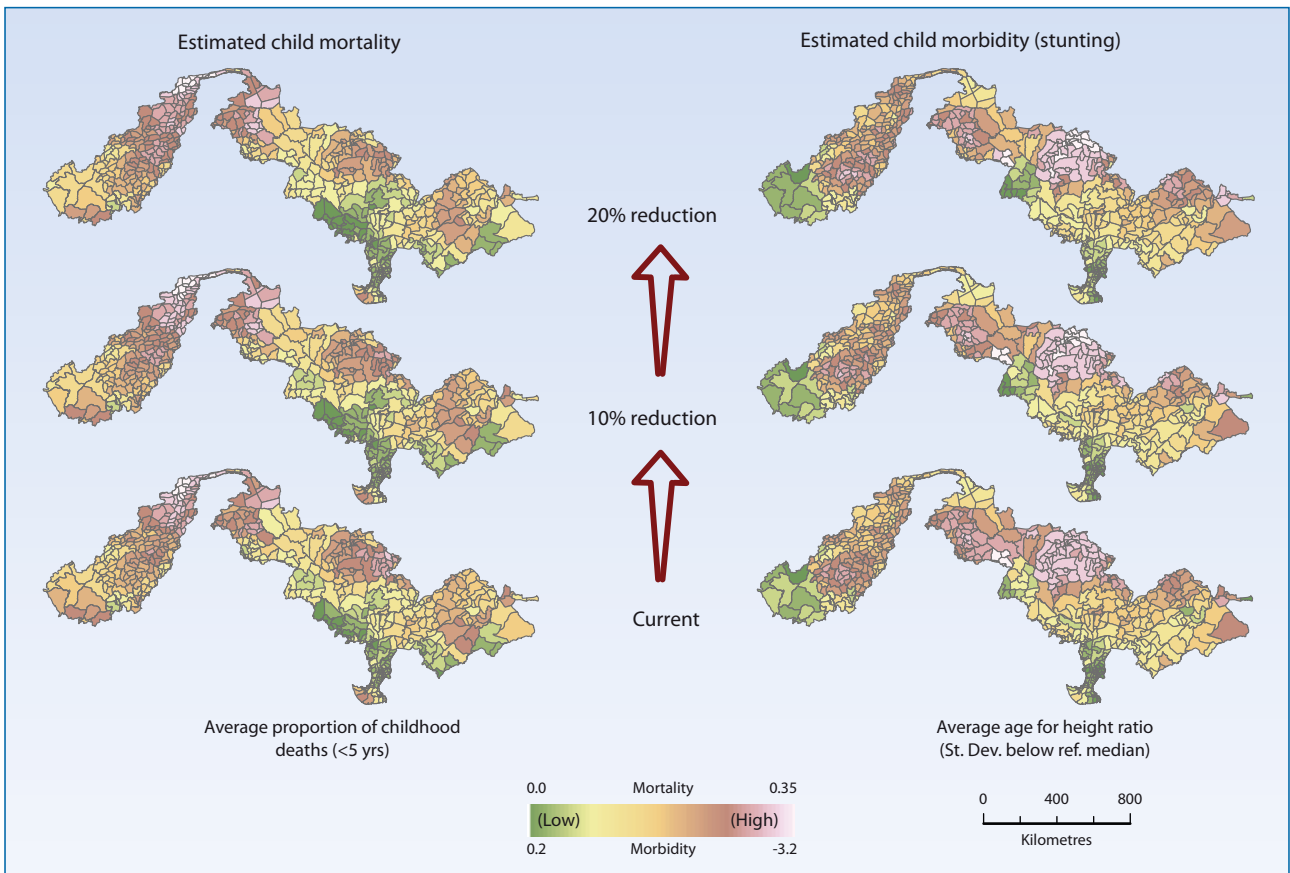 Estimated child mortality
Estimated child morbidity (stunting)
20% reduction
10% reduction
Current
Average proportion of childhood
deaths (<5 yrs)
Average age for height ratio
(St. Dev. below ref. median)
0.0 Mortality 0.35
(Low) (High)
0.2 Morbidity -3.2
0 400 800
Kilometres